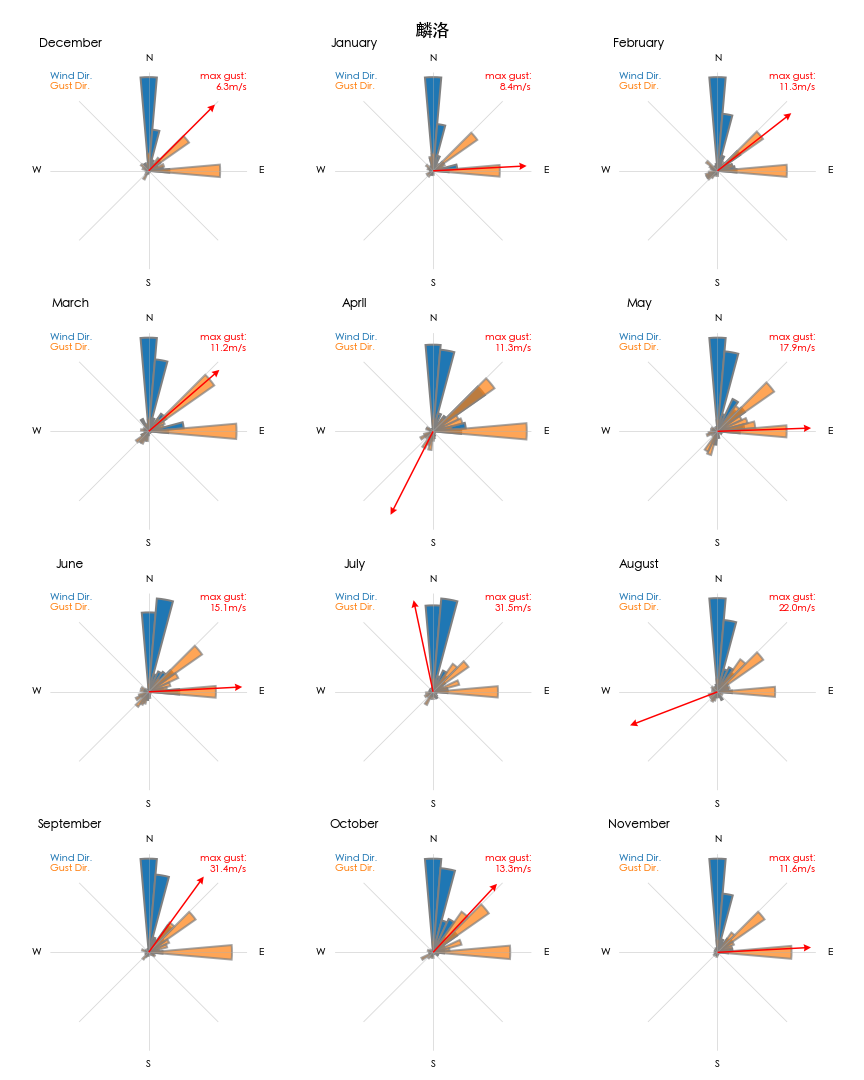 麟洛
December
N
Wind Dir.
Gust Dir.
max gust:
6.3m/s
W
E
S
January
N
Wind Dir.
Gust Dir.
max gust:
8.4m/s
W
E
S
February
N
Wind Dir.
Gust Dir.
max gust:
11.3m/s
W
E
S
March
N
Wind Dir.
Gust Dir.
max gust:
11.2m/s
W
E
S
April
N
Wind Dir.
Gust Dir.
max gust:
11.3m/s
W
E
S
May
N
Wind Dir.
Gust Dir.
max gust:
17.9m/s
W
E
S
June
N
Wind Dir.
Gust Dir.
max gust:
15.1m/s
W
E
S
July
N
Wind Dir.
Gust Dir.
max gust:
31.5m/s
W
E
S
August
N
Wind Dir.
Gust Dir.
max gust:
22.0m/s
W
E
S
September
N
Wind Dir.
Gust Dir.
max gust:
31.4m/s
W
E
S
October
N
Wind Dir.
Gust Dir.
max gust:
13.3m/s
W
E
S
November
N
Wind Dir.
Gust Dir.
max gust:
11.6m/s
W
E
S